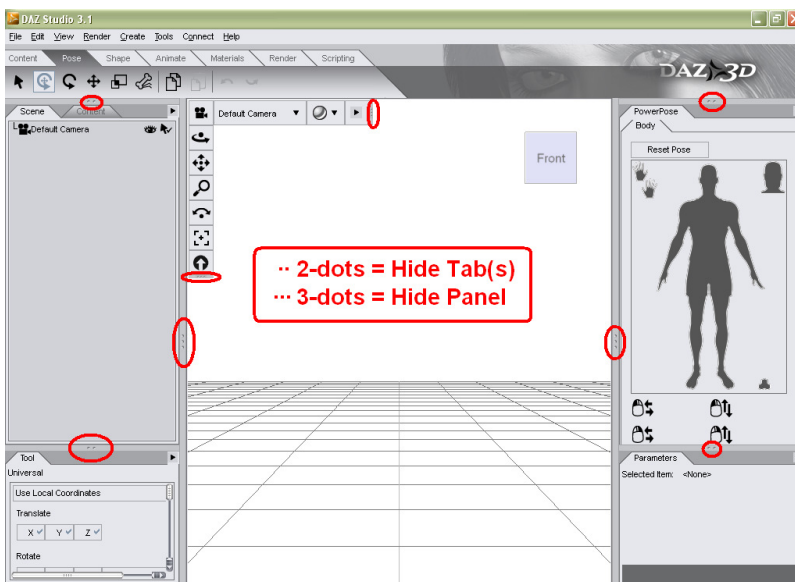 DAZ Studio 3.1
File Edit View Render Create Tools Connect Help
Content Pose Shape Animate Materials Render Scripting
DAZ 3D
Scene Content
Default Camera
Default Camera
Front
·· 2-dots = Hide Tab(s)
··· 3-dots = Hide Panel
PowerPose
Body
Reset Pose
Tool
Universal
Use Local Coordinates
Translate
X Y Z
Rotate
Parameters
Selected Item: <None>